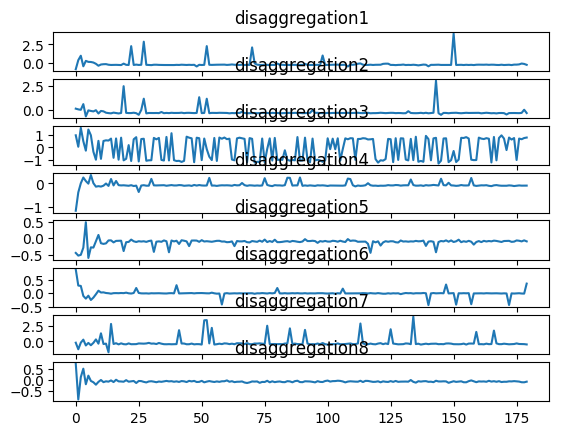 disaggregation1
2.5
0.0
disaggregation2
2.5
0.0
disaggregation3
1
0
−1
disaggregation4
0
−1
disaggregation5
0.5
0.0
−0.5
disaggregation6
0.5
0.0
−0.5
disaggregation7
2.5
0.0
disaggregation8
0.5
0.0
−0.5
0 25 50 75 100 125 150 175